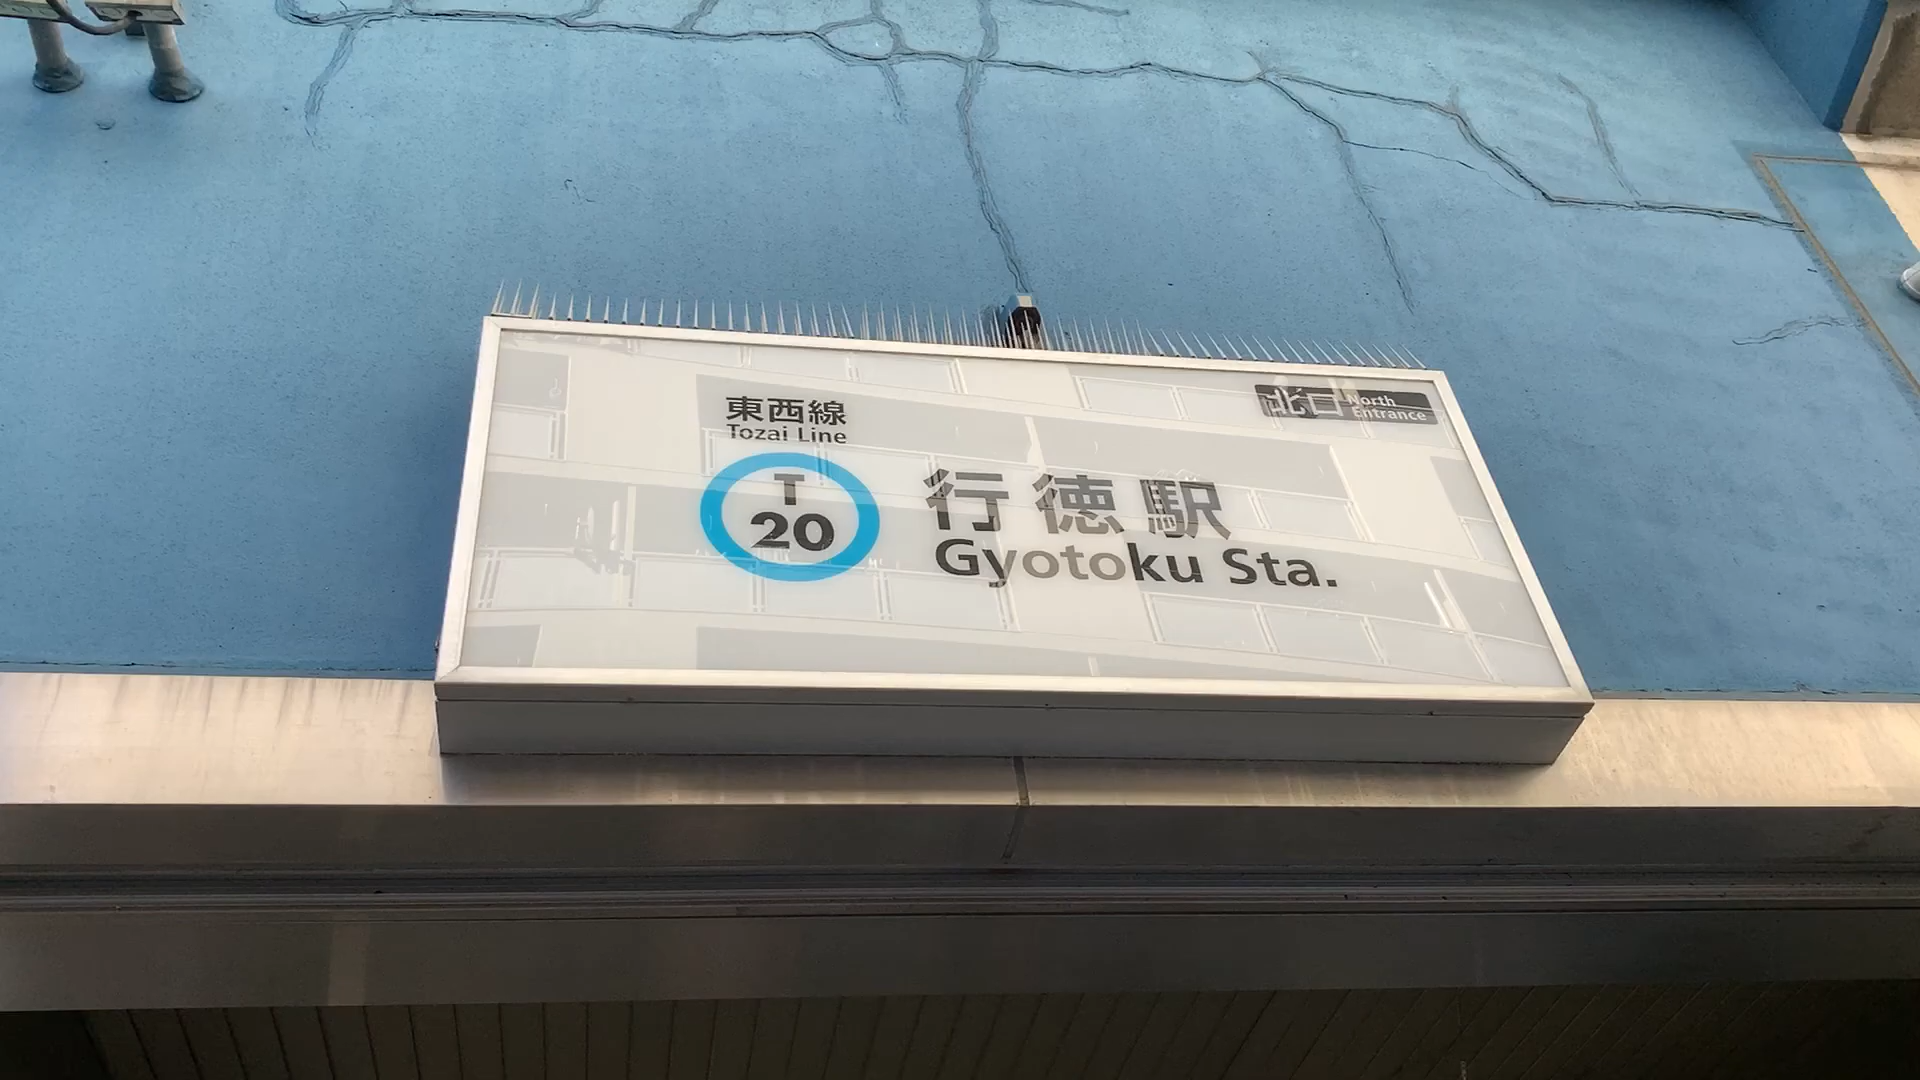 東西線
Tozai Line
北口 North Entrance
T
20
行徳駅
Gyotoku Sta.